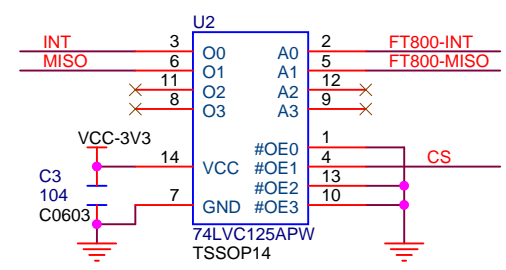 U2
INT 3 O0 A0 2 FT800-INT
MISO 6 O1 A1 5 FT800-MISO
11 O2 A2 12
8 O3 A3 9
VCC-3V3
#OE0 1
14 VCC #OE1 4 CS
C3
104
#OE2 13
C0603
7 GND #OE3 10
74LVC125APW
TSSOP14